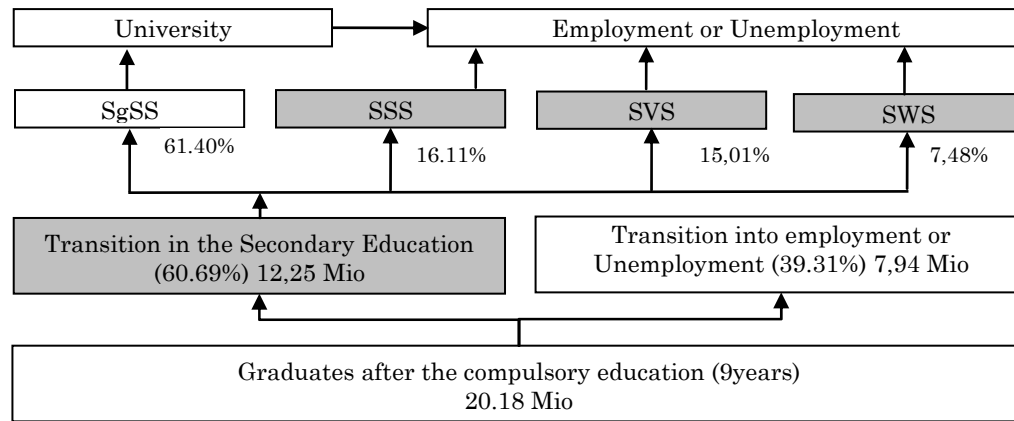 University
Employment or Unemployment
SgSS
SSS
SVS
SWS
61.40%
16.11%
15,01%
7,48%
Transition in the Secondary Education
(60.69%) 12,25 Mio
Transition into employment or
Unemployment (39.31%) 7,94 Mio
Graduates after the compulsory education (9years)
20.18 Mio